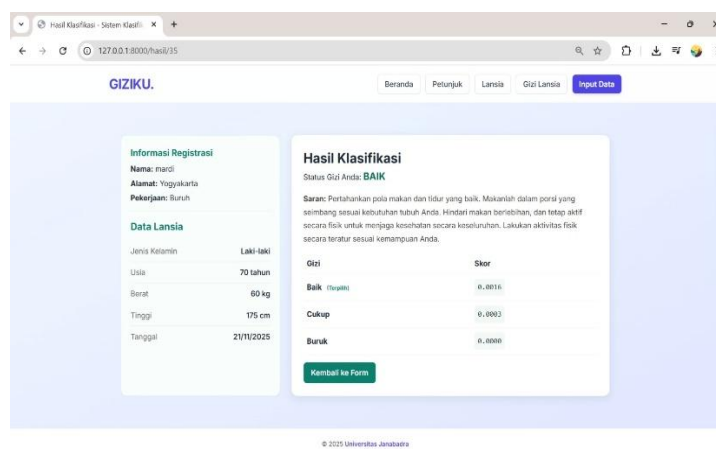 Hasil Klasifikasi - Sistem Klasifi
127.0.0.1:8000/hasil/35
GIZIKU.
Beranda
Petunjuk
Lansia
Gizi Lansia
Input Data
Informasi Registrasi
Nama: mardi
Alamat: Yogyakarta
Pekerjaan: Buruh
Data Lansia
Jenis Kelamin Laki-laki
Usia 70 tahun
Berat 60 kg
Tinggi 175 cm
Tanggal 21/11/2025
Hasil Klasifikasi
Status Gizi Anda: BAIK
Saran: Pertahankan pola makan dan tidur yang baik. Makanlah dalam porsi yang
seimbang sesuai kebutuhan tubuh Anda. Hindari makan berlebihan, dan tetap aktif
secara fisik untuk menjaga kesehatan secara keseluruhan. Lakukan aktivitas fisik
secara teratur sesuai kemampuan Anda.
Gizi Skor
Baik (Terpilih) 0.0016
Cukup 0.0003
Buruk 0.0000
Kembali ke Form
© 2025 Universitas Janabadra